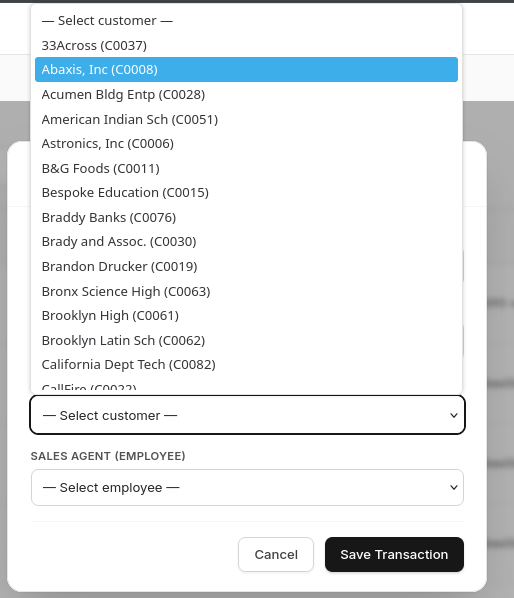 — Select customer —
33Across (C0037)
Abaxis, Inc (C0008)
Acumen Bldg Entp (C0028)
American Indian Sch (C0051)
Astronics, Inc (C0006)
B&G Foods (C0011)
Bespoke Education (C0015)
Braddy Banks (C0076)
Brady and Assoc. (C0030)
Brandon Drucker (C0019)
Bronx Science High (C0063)
Brooklyn High (C0061)
Brooklyn Latin Sch (C0062)
California Dept Tech (C0082)
CallFire (C0022)
— Select customer —
SALES AGENT (EMPLOYEE)
— Select employee —
Cancel
Save Transaction